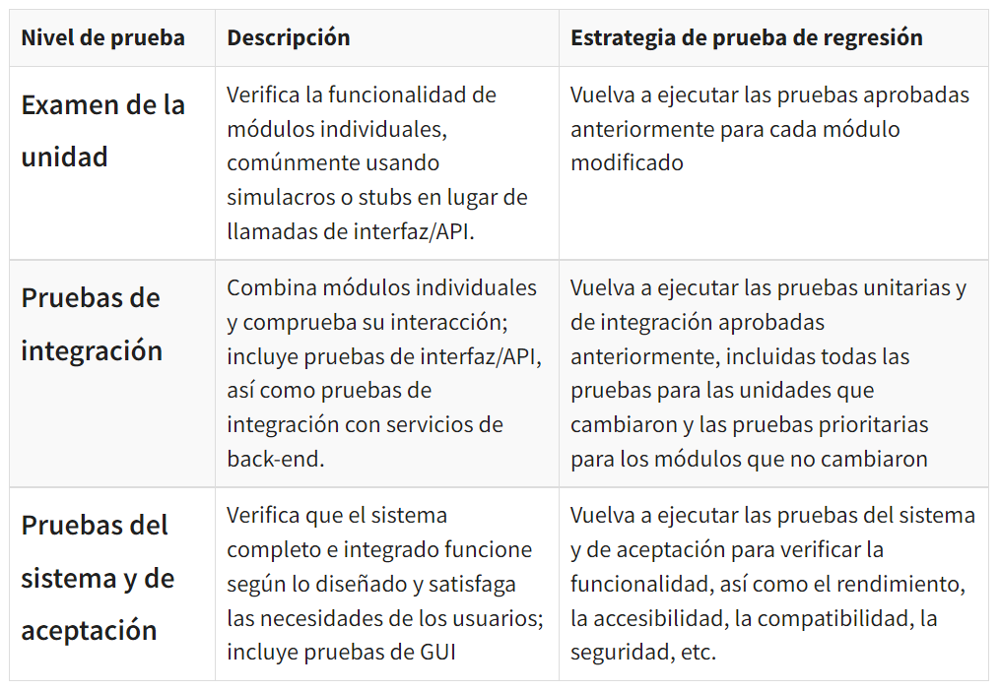 Nivel de prueba
Descripción
Estrategia de prueba de regresión
Examen de la
unidad
Verifica la funcionalidad de
módulos individuales,
comúnmente usando
simulacros o stubs en lugar de
llamadas de interfaz/API.
Vuelva a ejecutar las pruebas aprobadas
anteriormente para cada módulo
modificado
Pruebas de
integración
Combina módulos individuales
y comprueba su interacción;
incluye pruebas de interfaz/API,
así como pruebas de
integración con servicios de
back-end.
Vuelva a ejecutar las pruebas unitarias y
de integración aprobadas
anteriormente, incluidas todas las
pruebas para las unidades que
cambiaron y las pruebas prioritarias
para los módulos que no cambiaron
Pruebas del
sistema y de
aceptación
Verifica que el sistema
completo e integrado funcione
según lo diseñado y satisfaga
las necesidades de los usuarios;
incluye pruebas de GUI
Vuelva a ejecutar las pruebas del sistema
y de aceptación para verificar la
funcionalidad, así como el rendimiento,
la accesibilidad, la compatibilidad, la
seguridad, etc.